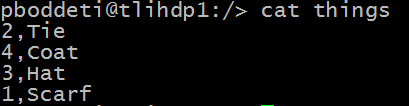 pboddeti@tlihdp1:/> cat things
2,Tie
4,Coat
3,Hat
1,Scarf